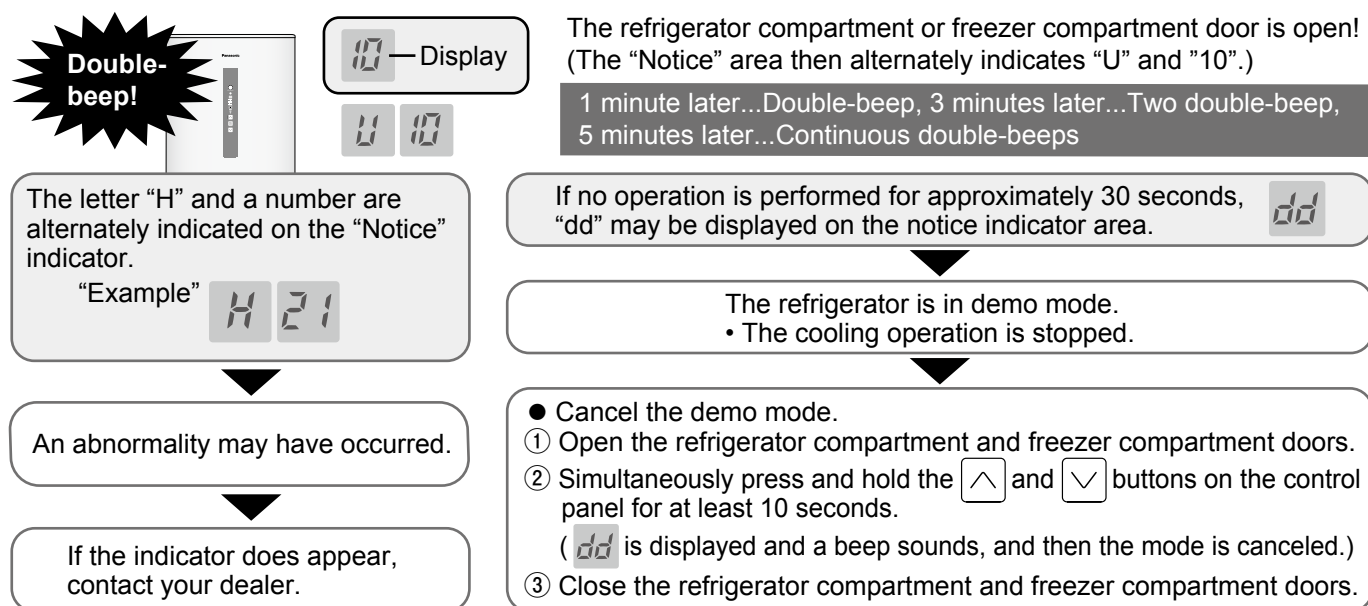 Double-
beep!
Panasonic
10 — Display
U 10
The refrigerator compartment or freezer compartment door is open!
(The “Notice” area then alternately indicates “U” and ”10”.)
1 minute later...Double-beep, 3 minutes later...Two double-beep,
5 minutes later...Continuous double-beeps
The letter “H” and a number are
alternately indicated on the “Notice”
indicator.
“Example” H 21
An abnormality may have occurred.
If the indicator does appear,
contact your dealer.
If no operation is performed for approximately 30 seconds,
“dd” may be displayed on the notice indicator area. dd
The refrigerator is in demo mode.
• The cooling operation is stopped.
● Cancel the demo mode.
① Open the refrigerator compartment and freezer compartment doors.
② Simultaneously press and hold the ∧ and ∨ buttons on the control
panel for at least 10 seconds.
( dd is displayed and a beep sounds, and then the mode is canceled.)
③ Close the refrigerator compartment and freezer compartment doors.